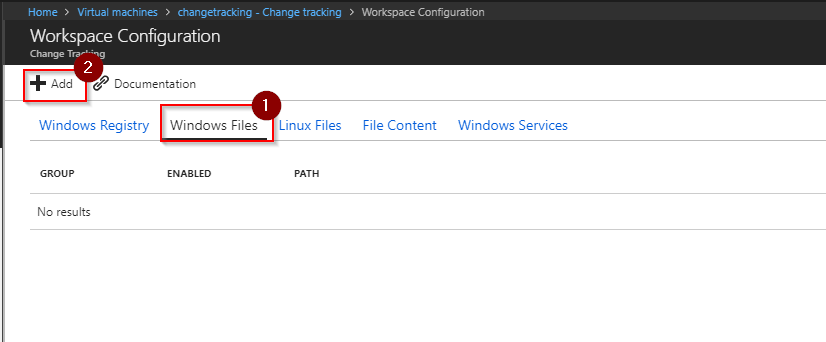 Home > Virtual machines > changetracking - Change tracking > Workspace Configuration
Workspace Configuration
Change Tracking
2
Add Documentation
1
Windows Registry Windows Files Linux Files File Content Windows Services
GROUP ENABLED PATH
No results